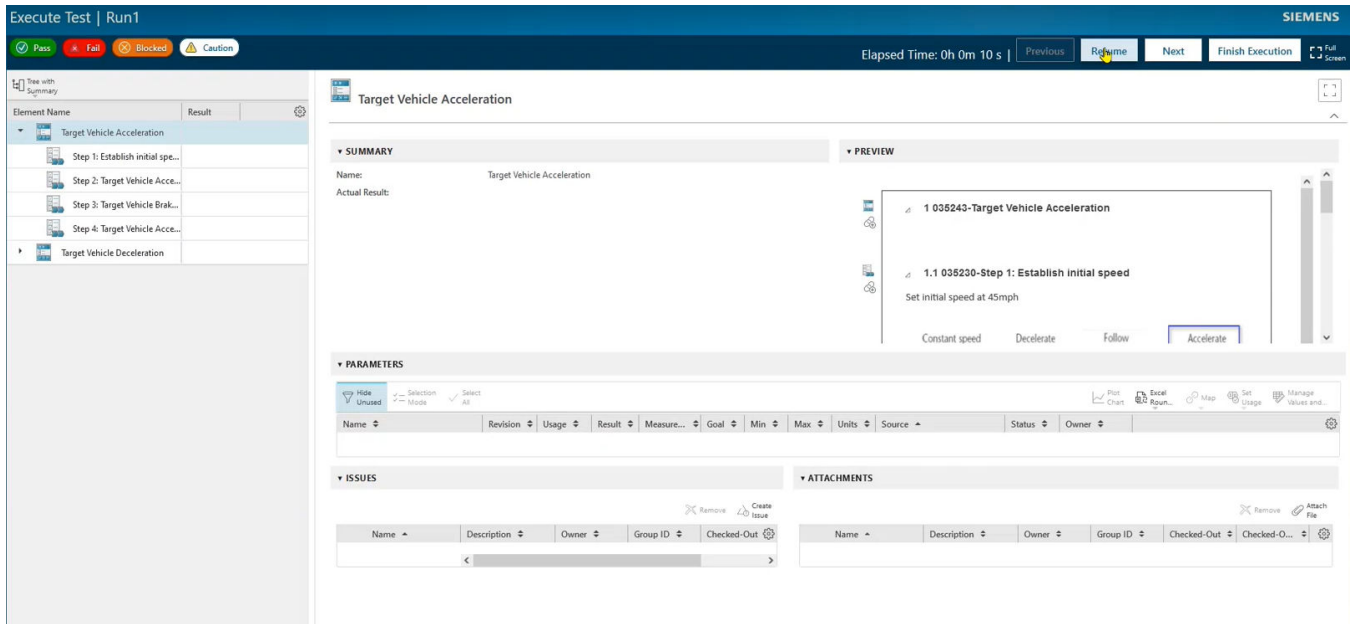 Execute Test | Run1
SIEMENS
Pass Fail Blocked Caution
Elapsed Time: 0h 0m 10 s | Previous Resume Next Finish Execution Full Screen
Tree with Summary
Element Name Result
Target Vehicle Acceleration
Step 1: Establish initial spe...
Step 2: Target Vehicle Acce...
Step 3: Target Vehicle Brak...
Step 4: Target Vehicle Acce...
Target Vehicle Deceleration
Target Vehicle Acceleration
SUMMARY
Name: Target Vehicle Acceleration
Actual Result:
PREVIEW
1 035243-Target Vehicle Acceleration
1.1 035230-Step 1: Establish initial speed
Set initial speed at 45mph
Constant speed Decelerate Follow Accelerate
PARAMETERS
Hide Unused Selection Mode Select All Plot Chart Excel Roun... Map Set Usage Manage Values and...
Name Revision Usage Result Measure... Goal Min Max Units Source Status Owner
ISSUES
Remove Create Issue
Name Description Owner Group ID Checked-Out
ATTACHMENTS
Remove Attach File
Name Description Owner Group ID Checked-Out Checked-O...